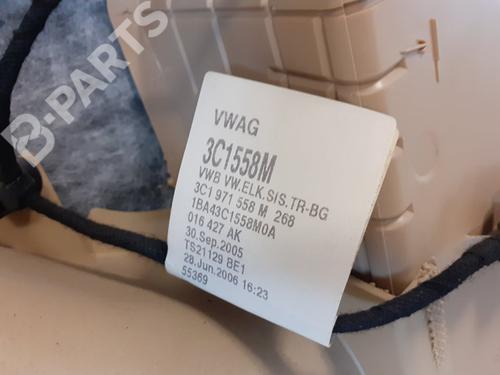 B-PARTS
VWAG
3C1558M
VWB VW.ELK.SIS.TR-BG
3C1 971 558 M 268
1BA43C1558M0A
016 427 AK
30.Sep.2005
TS21129 BE1
28.Jun.2006 16:23
55369